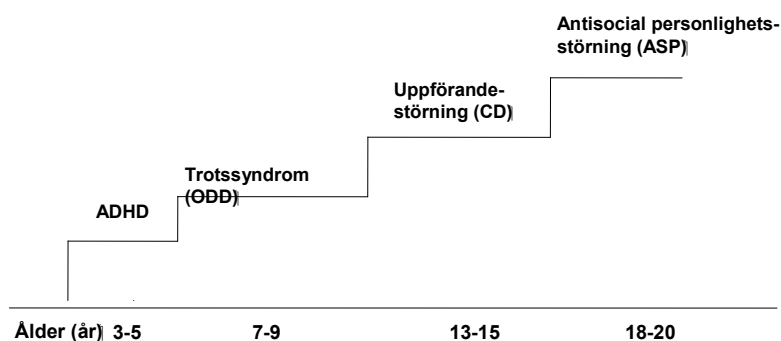 Antisocial personlighets-
störning (ASP)
Uppförande-
störning (CD)
Trotssyndrom
(ODD)
ADHD
Ålder (år) 3-5 7-9 13-15 18-20